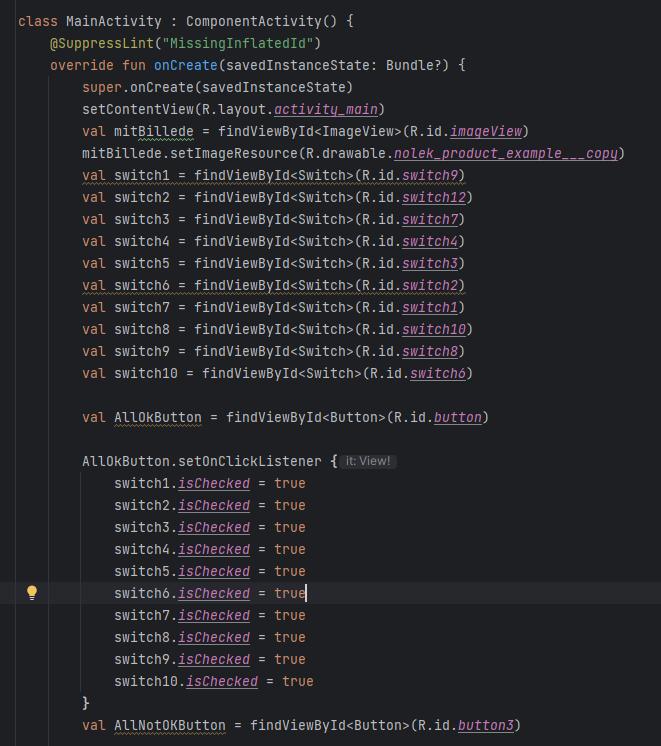 class MainActivity : ComponentActivity() {
@SuppressLint("MissingInflatedId")
override fun onCreate(savedInstanceState: Bundle?) {
super.onCreate(savedInstanceState)
setContentView(R.layout.activity_main)
val mitBillede = findViewById<ImageView>(R.id.imageView)
mitBillede.setImageResource(R.drawable.nolek_product_example___copy)
val switch1 = findViewById<Switch>(R.id.switch9)
val switch2 = findViewById<Switch>(R.id.switch12)
val switch3 = findViewById<Switch>(R.id.switch7)
val switch4 = findViewById<Switch>(R.id.switch4)
val switch5 = findViewById<Switch>(R.id.switch3)
val switch6 = findViewById<Switch>(R.id.switch2)
val switch7 = findViewById<Switch>(R.id.switch1)
val switch8 = findViewById<Switch>(R.id.switch10)
val switch9 = findViewById<Switch>(R.id.switch8)
val switch10 = findViewById<Switch>(R.id.switch6)
val AllOkButton = findViewById<Button>(R.id.button)
AllOkButton.setOnClickListener { it: View!
switch1.isChecked = true
switch2.isChecked = true
switch3.isChecked = true
switch4.isChecked = true
switch5.isChecked = true
switch6.isChecked = true
switch7.isChecked = true
switch8.isChecked = true
switch9.isChecked = true
switch10.isChecked = true
}
val AllNotOKButton = findViewById<Button>(R.id.button3)